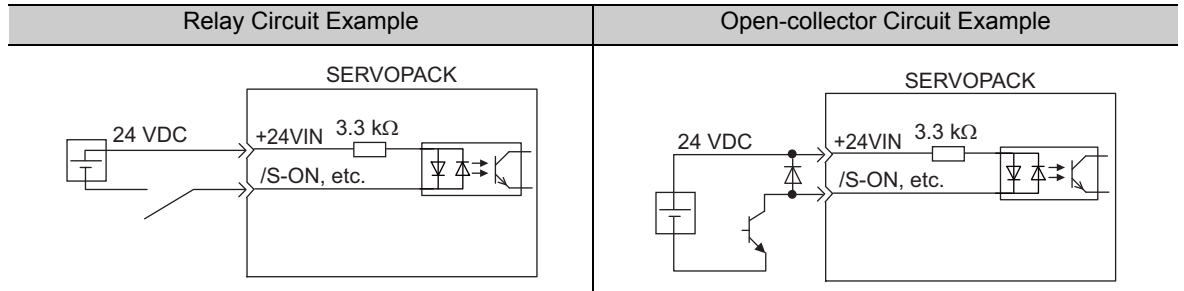 Relay Circuit Example
Open-collector Circuit Example
SERVOPACK
24 VDC
+24VIN
3.3 kΩ
/S-ON, etc.
SERVOPACK
24 VDC
+24VIN
3.3 kΩ
/S-ON, etc.